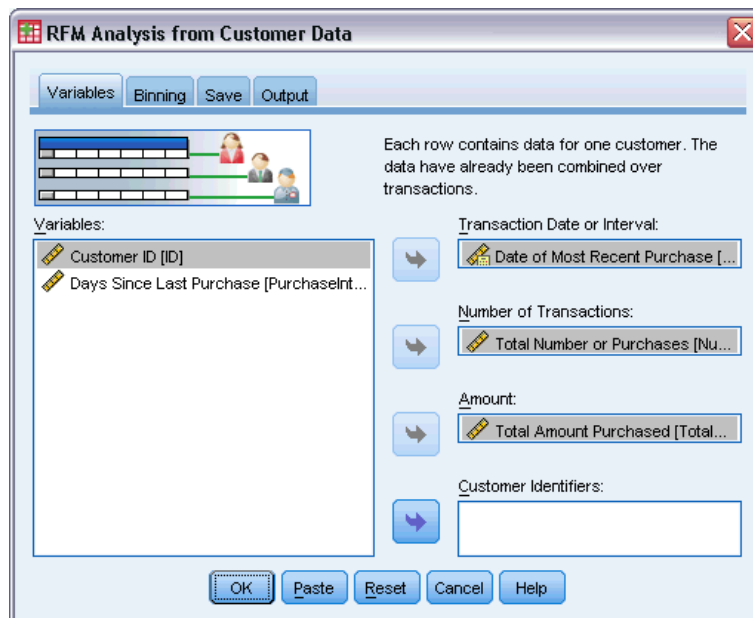 RFM Analysis from Customer Data
Variables Binning Save Output
Each row contains data for one customer. The
data have already been combined over
transactions.
Variables:
Customer ID [ID]
Days Since Last Purchase [PurchaseInt...
Transaction Date or Interval:
Date of Most Recent Purchase [...
Number of Transactions:
Total Number or Purchases [Nu...
Amount:
Total Amount Purchased [Total...
Customer Identifiers:
OK Paste Reset Cancel Help